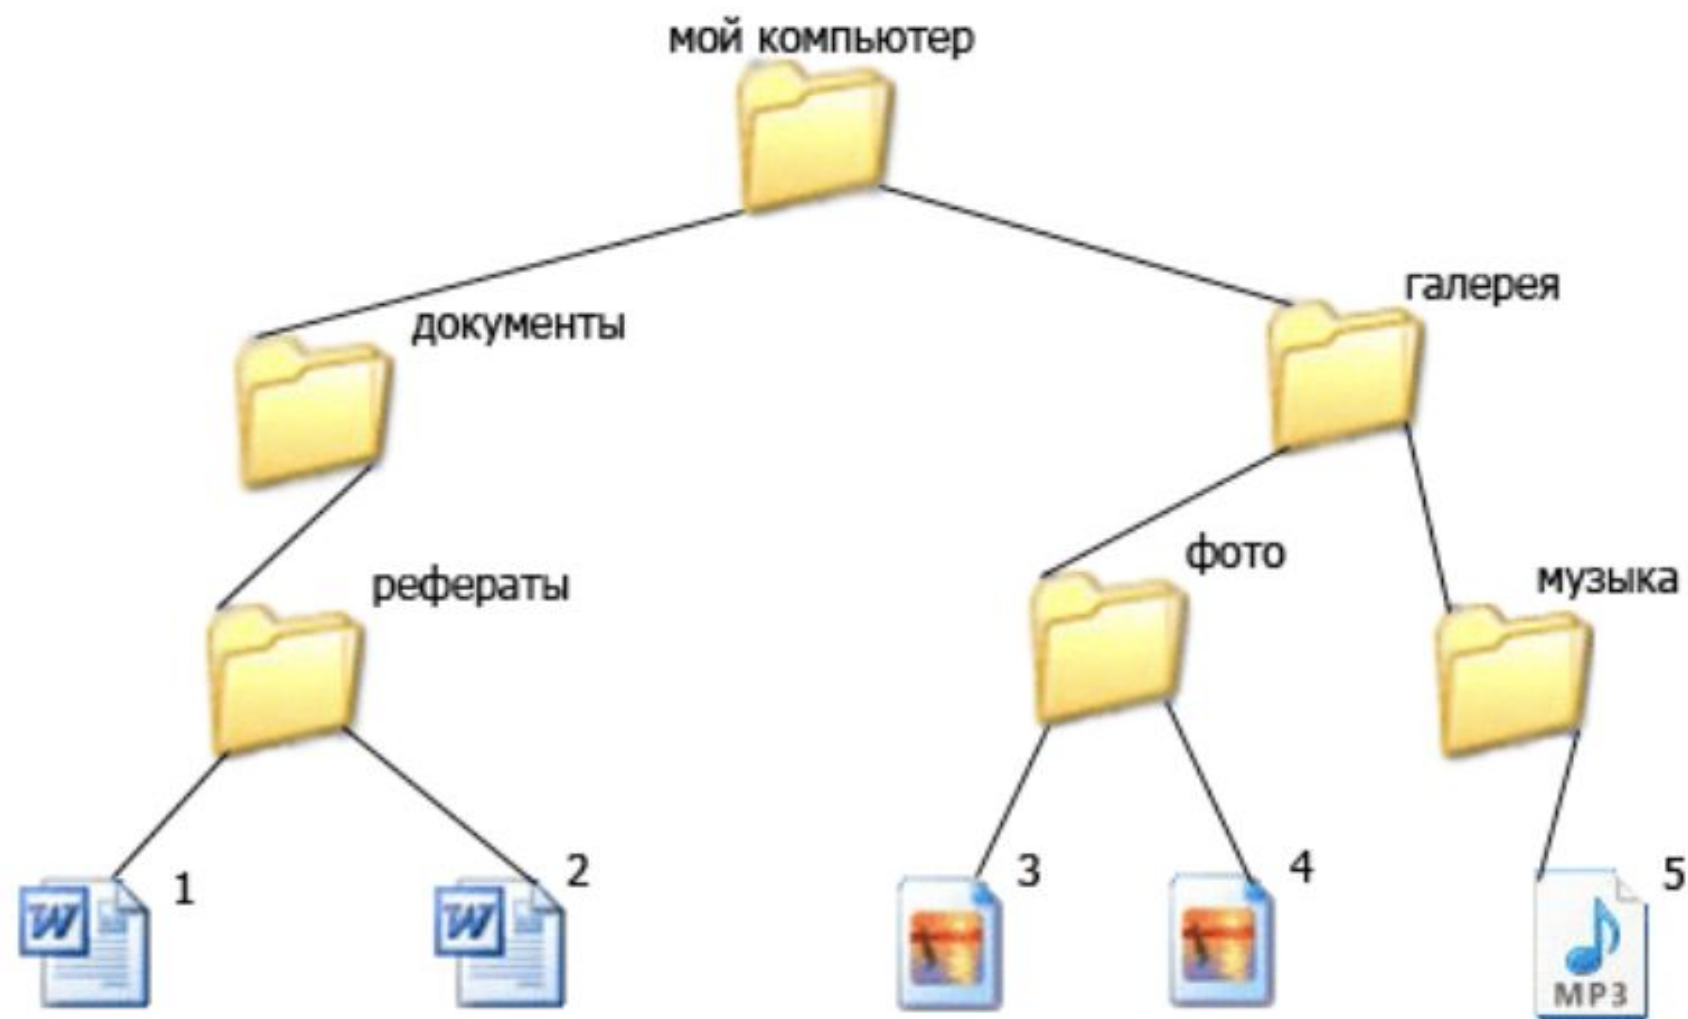 мой компьютер
галерея
документы
фото
музыка
рефераты
1
2
3
4
5
W
W
MP3